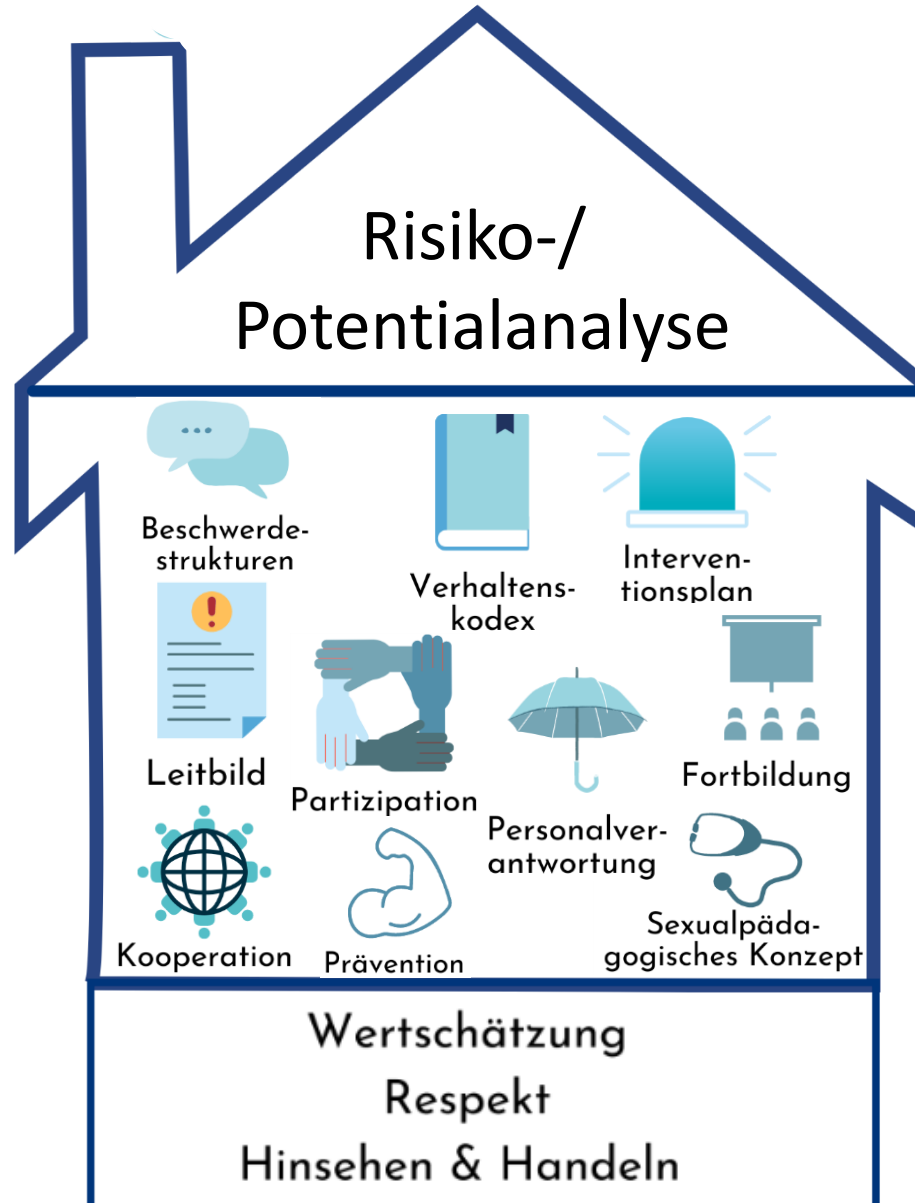 Risiko-/
Potentialanalyse
Beschwerde-
strukturen
Verhaltens-
kodex
Interven-
tionsplan
Leitbild
Partizipation
Personalver-
antwortung
Fortbildung
Kooperation
Prävention
Sexualpäda-
gogisches Konzept
Wertschätzung
Respekt
Hinsehen & Handeln